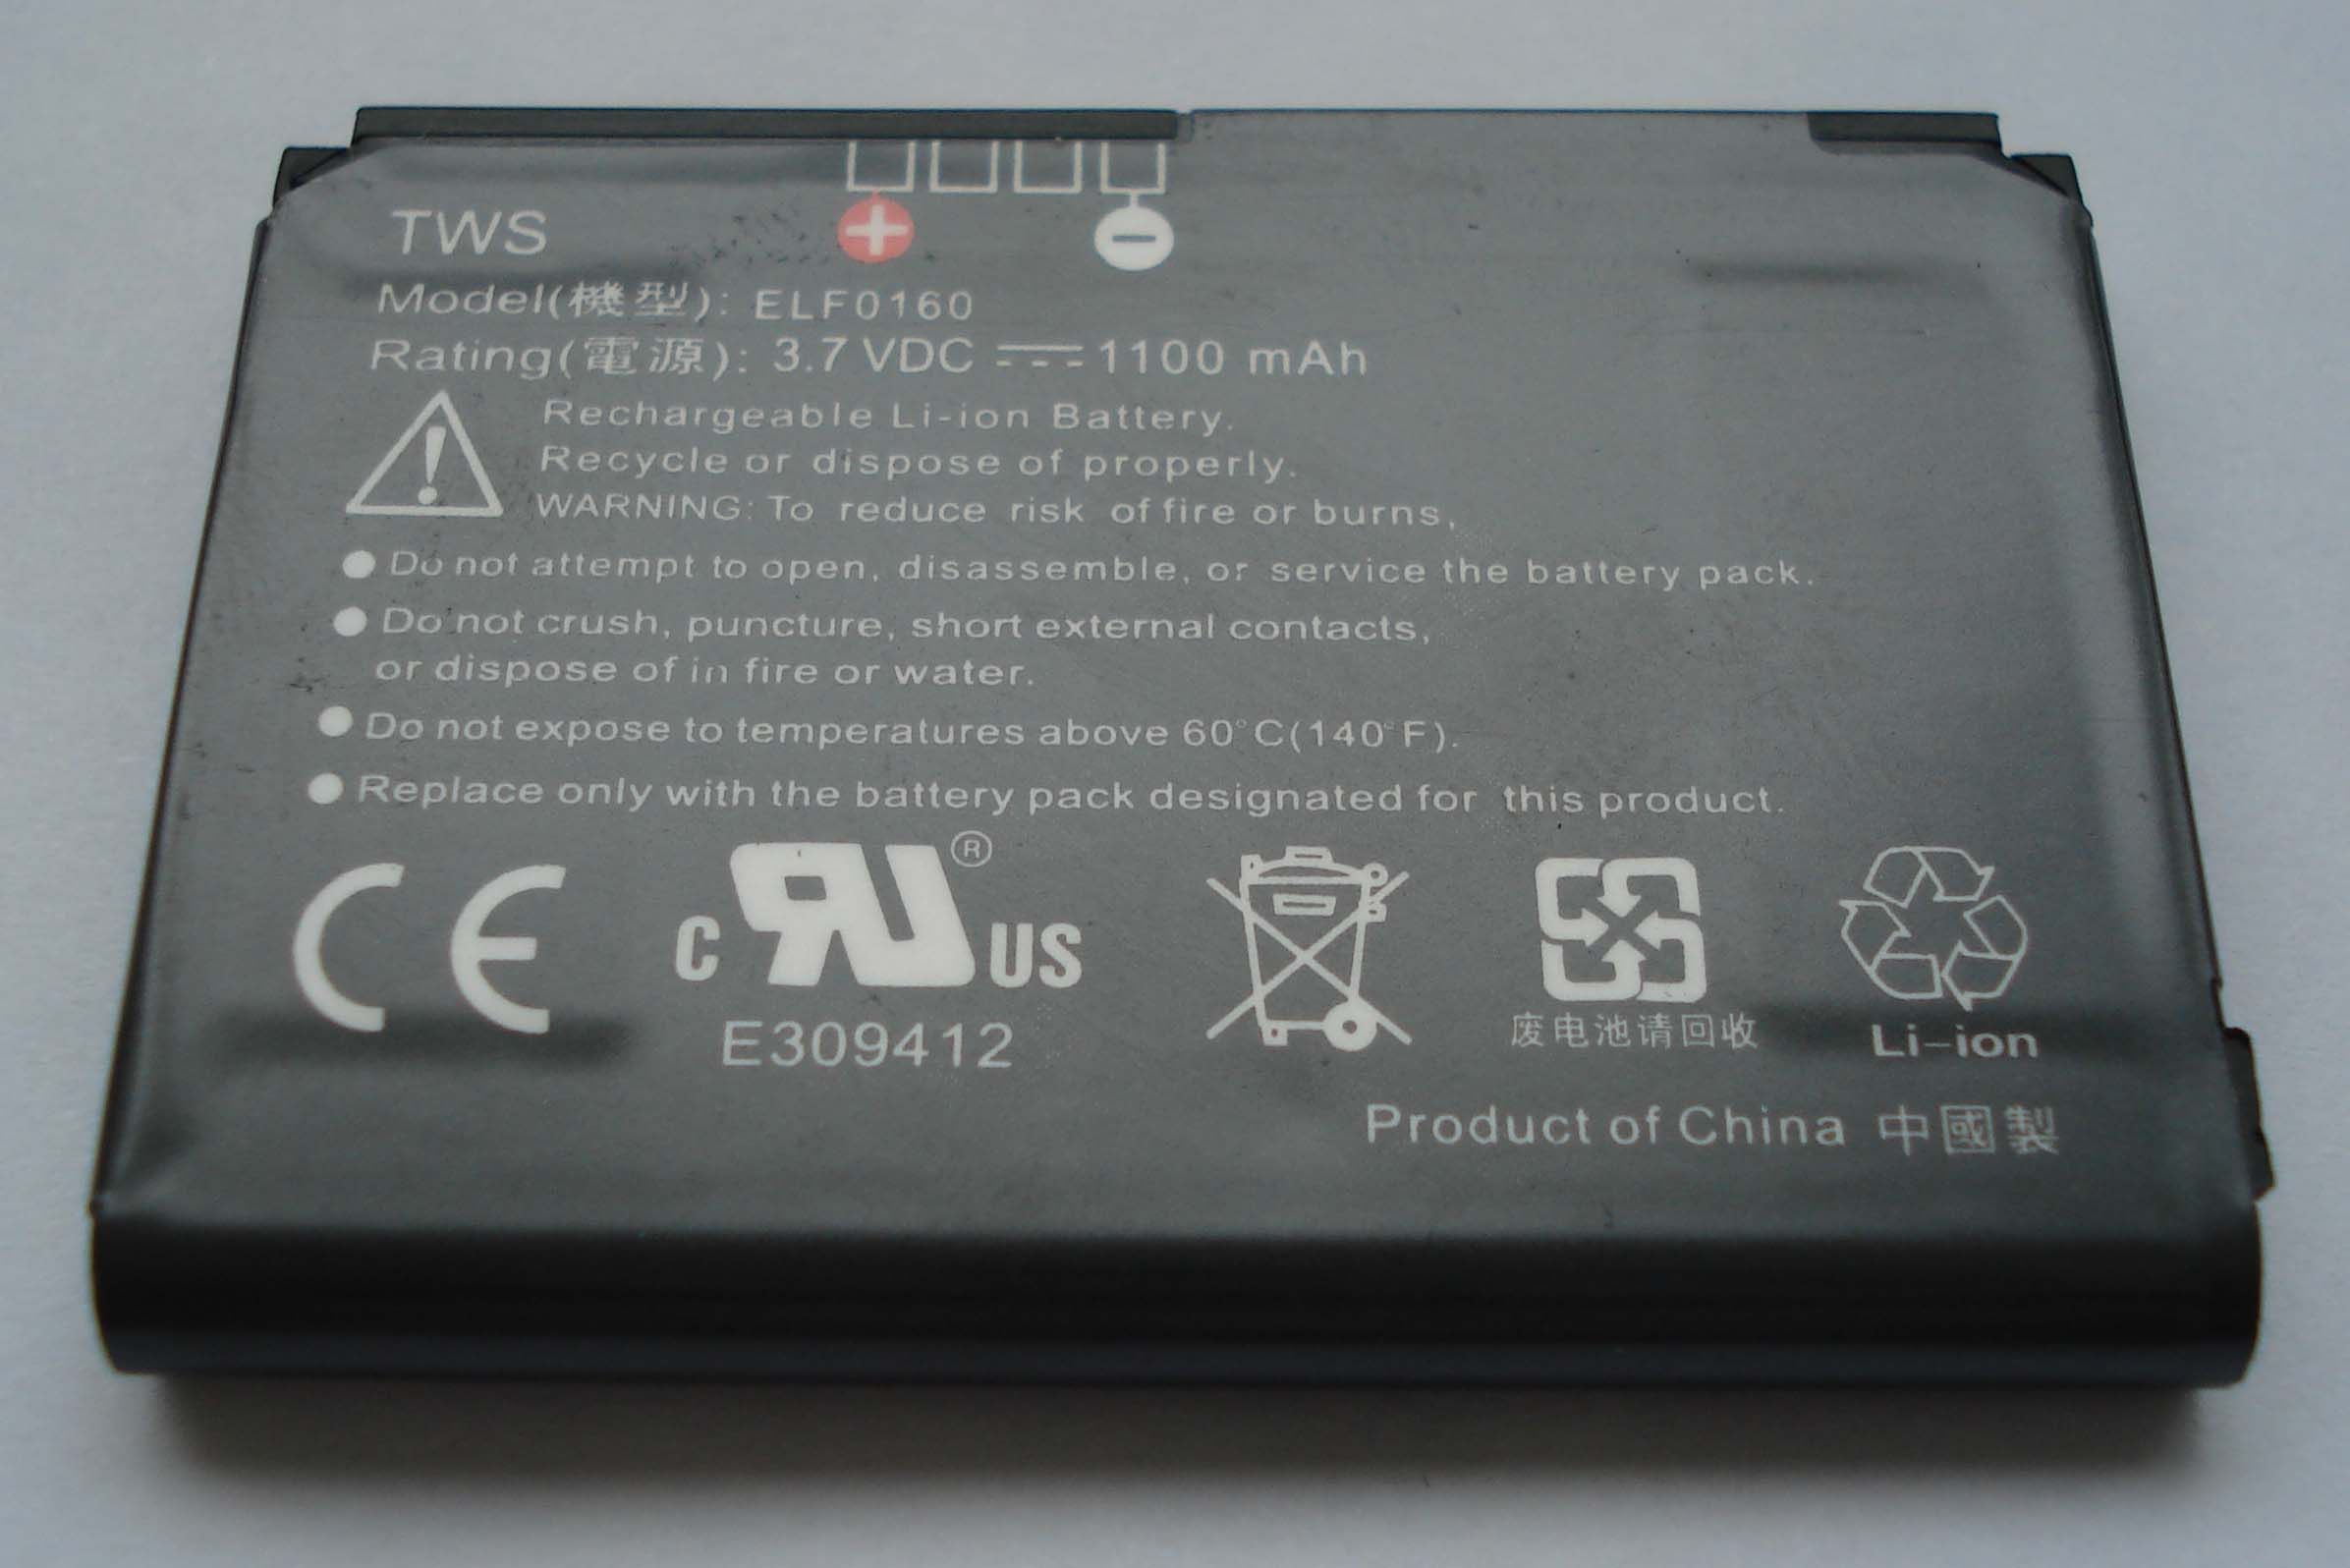 TWS
Model(機型): ELF0160
Rating(電源): 3.7 VDC 1100 mAh
Rechargeable Li-ion Battery.
Recycle or dispose of properly.
WARNING: To reduce risk of fire or burns,
● Do not attempt to open, disassemble, or service the battery pack.
● Do not crush, puncture, short external contacts,
or dispose of in fire or water.
● Do not expose to temperatures above 60°C(140°F).
● Replace only with the battery pack designated for this product.
CE
C RU® US
E309412
废电池请回收
Li-ion
Product of China 中國製